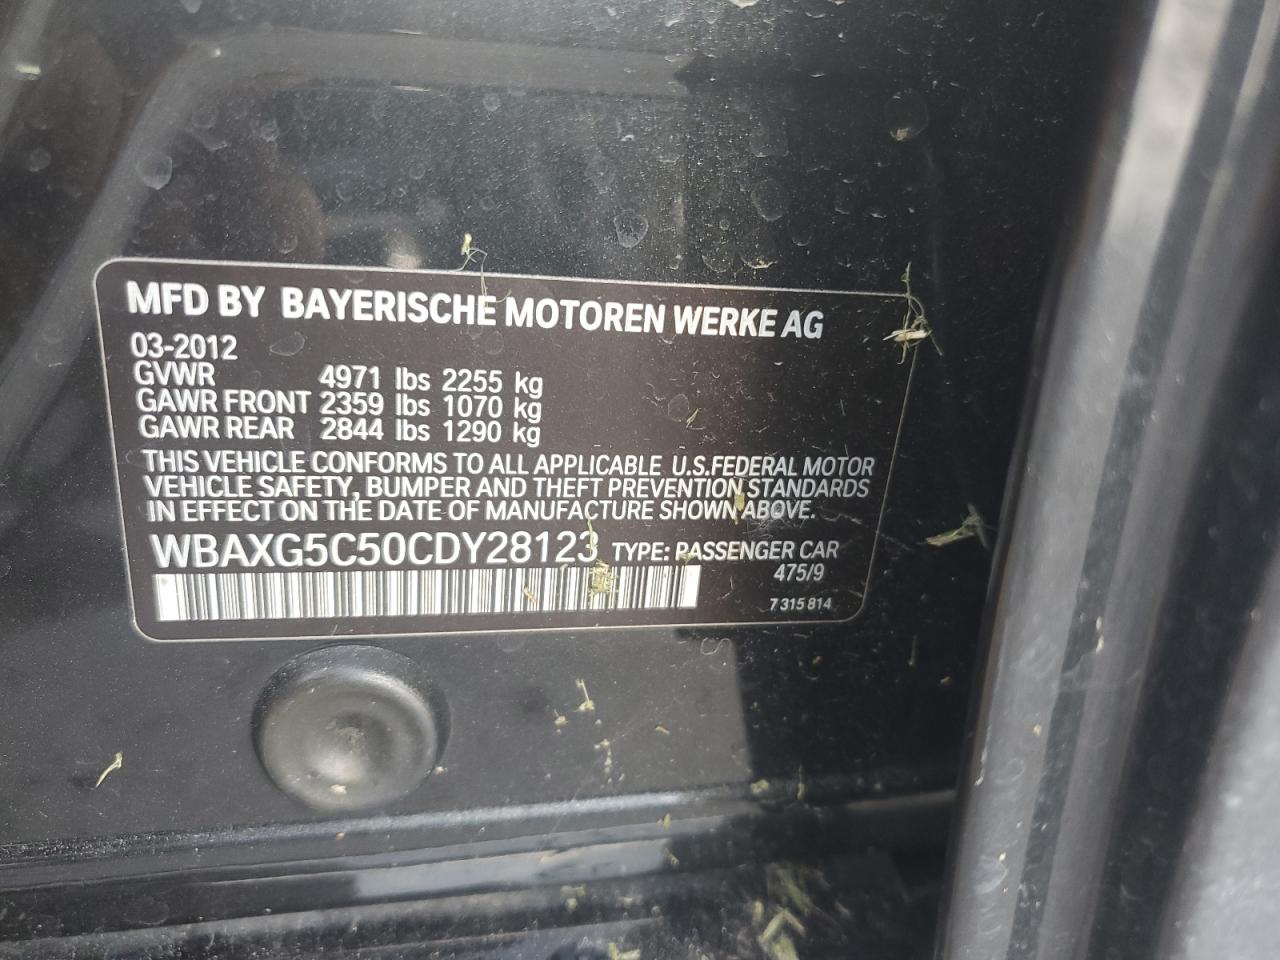 MFD BY BAYERISCHE MOTOREN WERKE AG
03-2012
GVWR 4971 lbs 2255 kg
GAWR FRONT 2359 lbs 1070 kg
GAWR REAR 2844 lbs 1290 kg
THIS VEHICLE CONFORMS TO ALL APPLICABLE U.S.FEDERAL MOTOR
VEHICLE SAFETY, BUMPER AND THEFT PREVENTION STANDARDS
IN EFFECT ON THE DATE OF MANUFACTURE SHOWN ABOVE.
WBAXG5C50CDY28123 TYPE: PASSENGER CAR
475/9
7 315 814